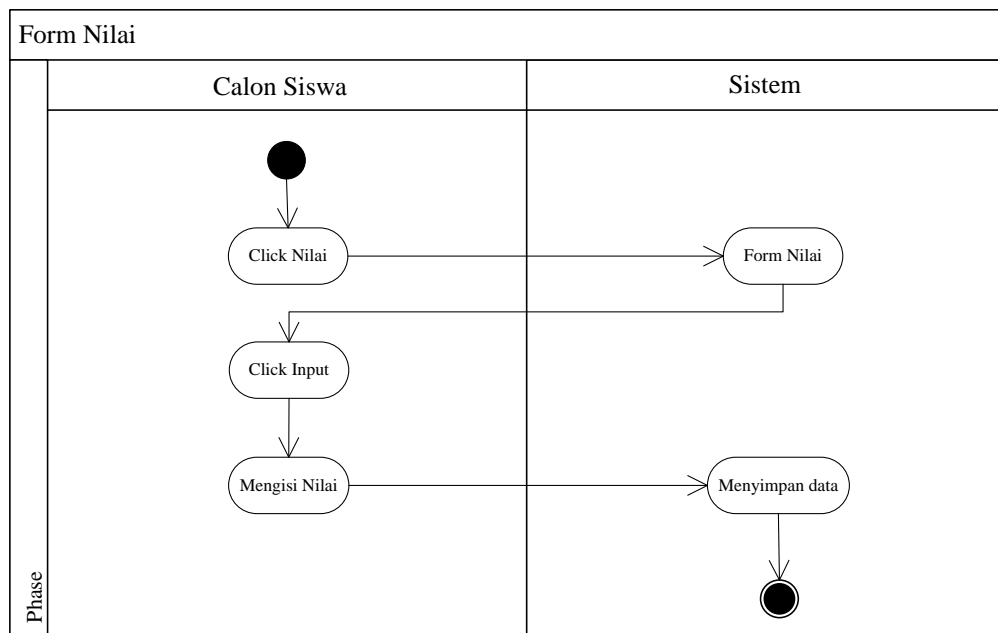 Form Nilai
Calon Siswa
Sistem
Click Nilai
Form Nilai
Click Input
Mengisi Nilai
Menyimpan data
Phase